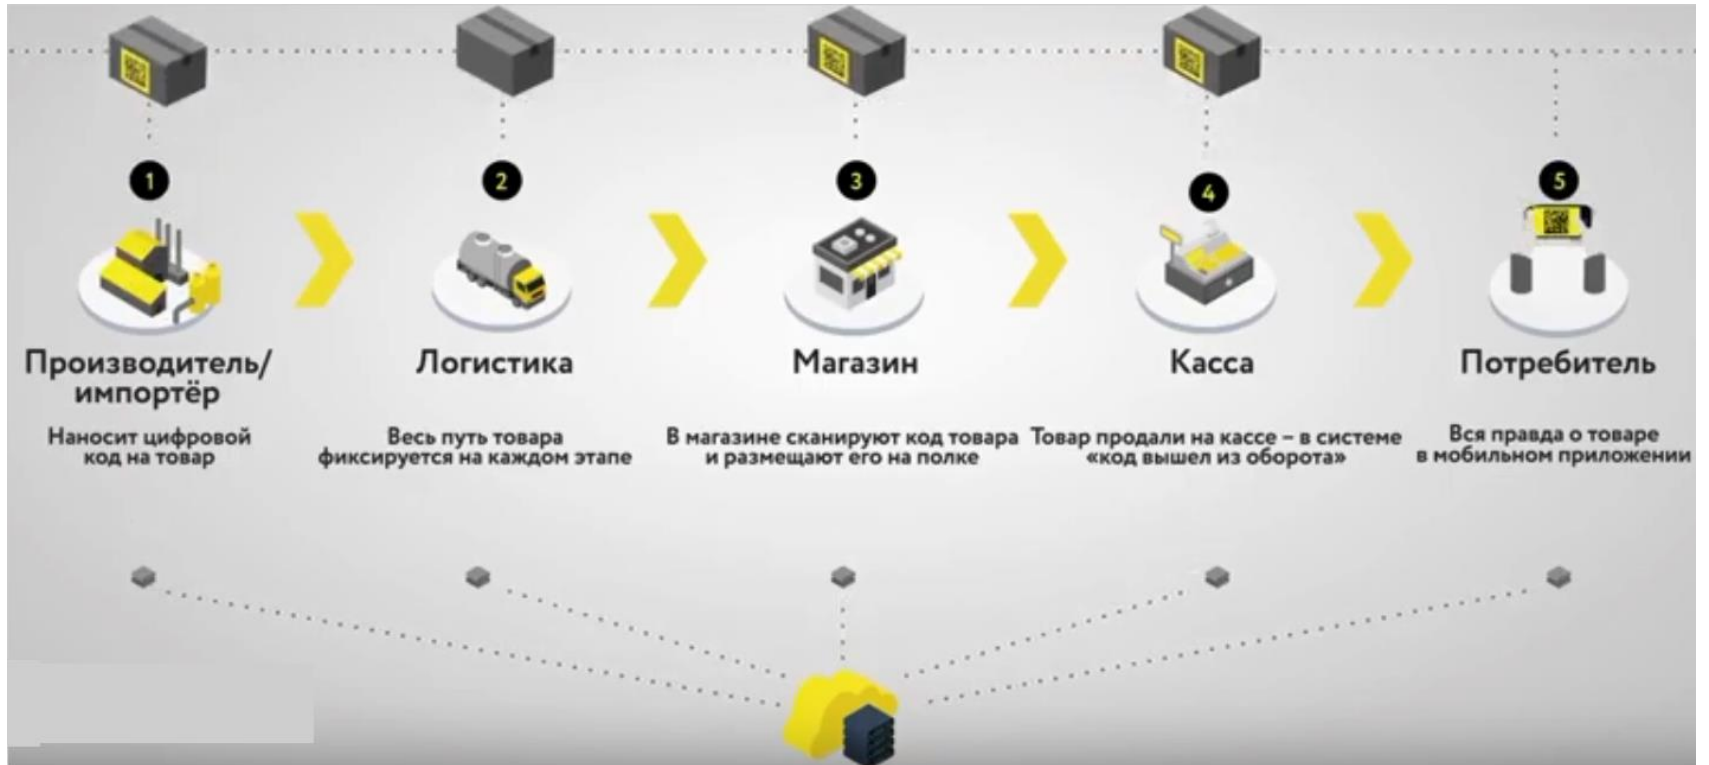 1
Производитель/
импортёр
Наносит цифровой
код на товар
2
Логистика
Весь путь товара
фиксируется на каждом этапе
3
Магазин
В магазине сканируют код товара
и размещают его на полке
4
Касса
Товар продали на кассе – в системе
«код вышел из оборота»
5
Потребитель
Вся правда о товаре
в мобильном приложении